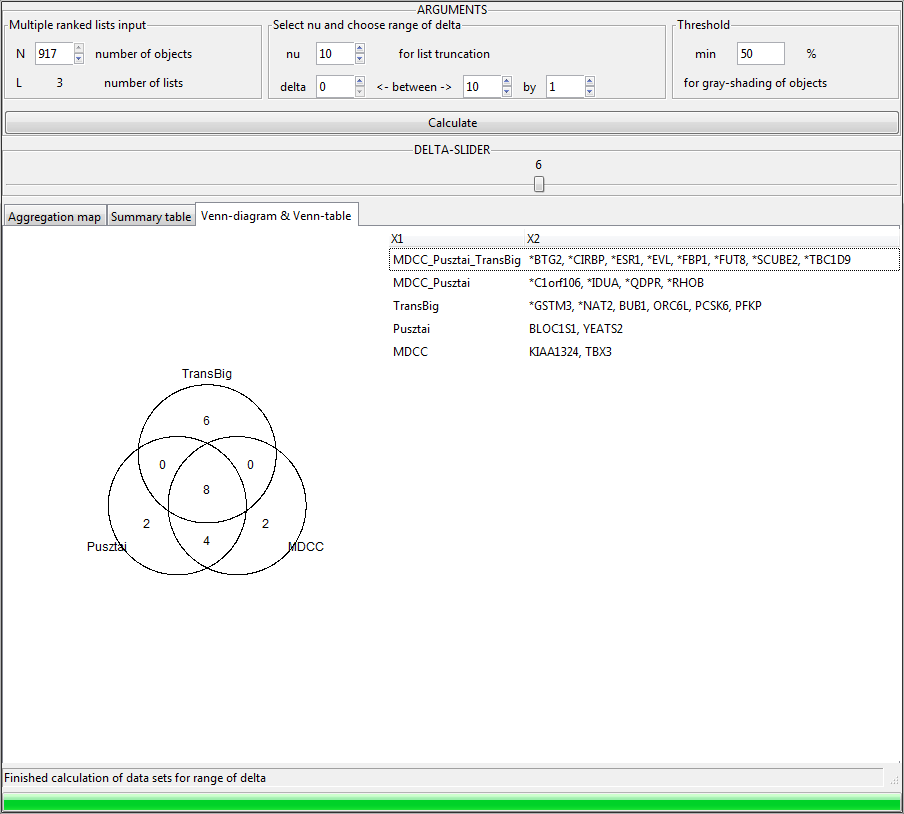 ARGUMENTS
Multiple ranked lists input
Select nu and choose range of delta
Threshold
N 917 number of objects
nu 10 for list truncation
min 50 %
L 3 number of lists
delta 0 <- between -> 10 by 1
for gray-shading of objects
Calculate
DELTA-SLIDER
6
Aggregation map Summary table Venn-diagram & Venn-table
X1 X2
MDCC_Pusztai_TransBig *BTG2, *CIRBP, *ESR1, *EVL, *FBP1, *FUT8, *SCUBE2, *TBC1D9
MDCC_Pusztai *C1orf106, *IDUA, *QDPR, *RHOB
TransBig *GSTM3, *NAT2, BUB1, ORC6L, PCSK6, PFKP
Pusztai BLOC1S1, YEATS2
MDCC KIAA1324, TBX3
TransBig
6
0 0
8
2 2
4
Pusztai MDCC
Finished calculation of data sets for range of delta